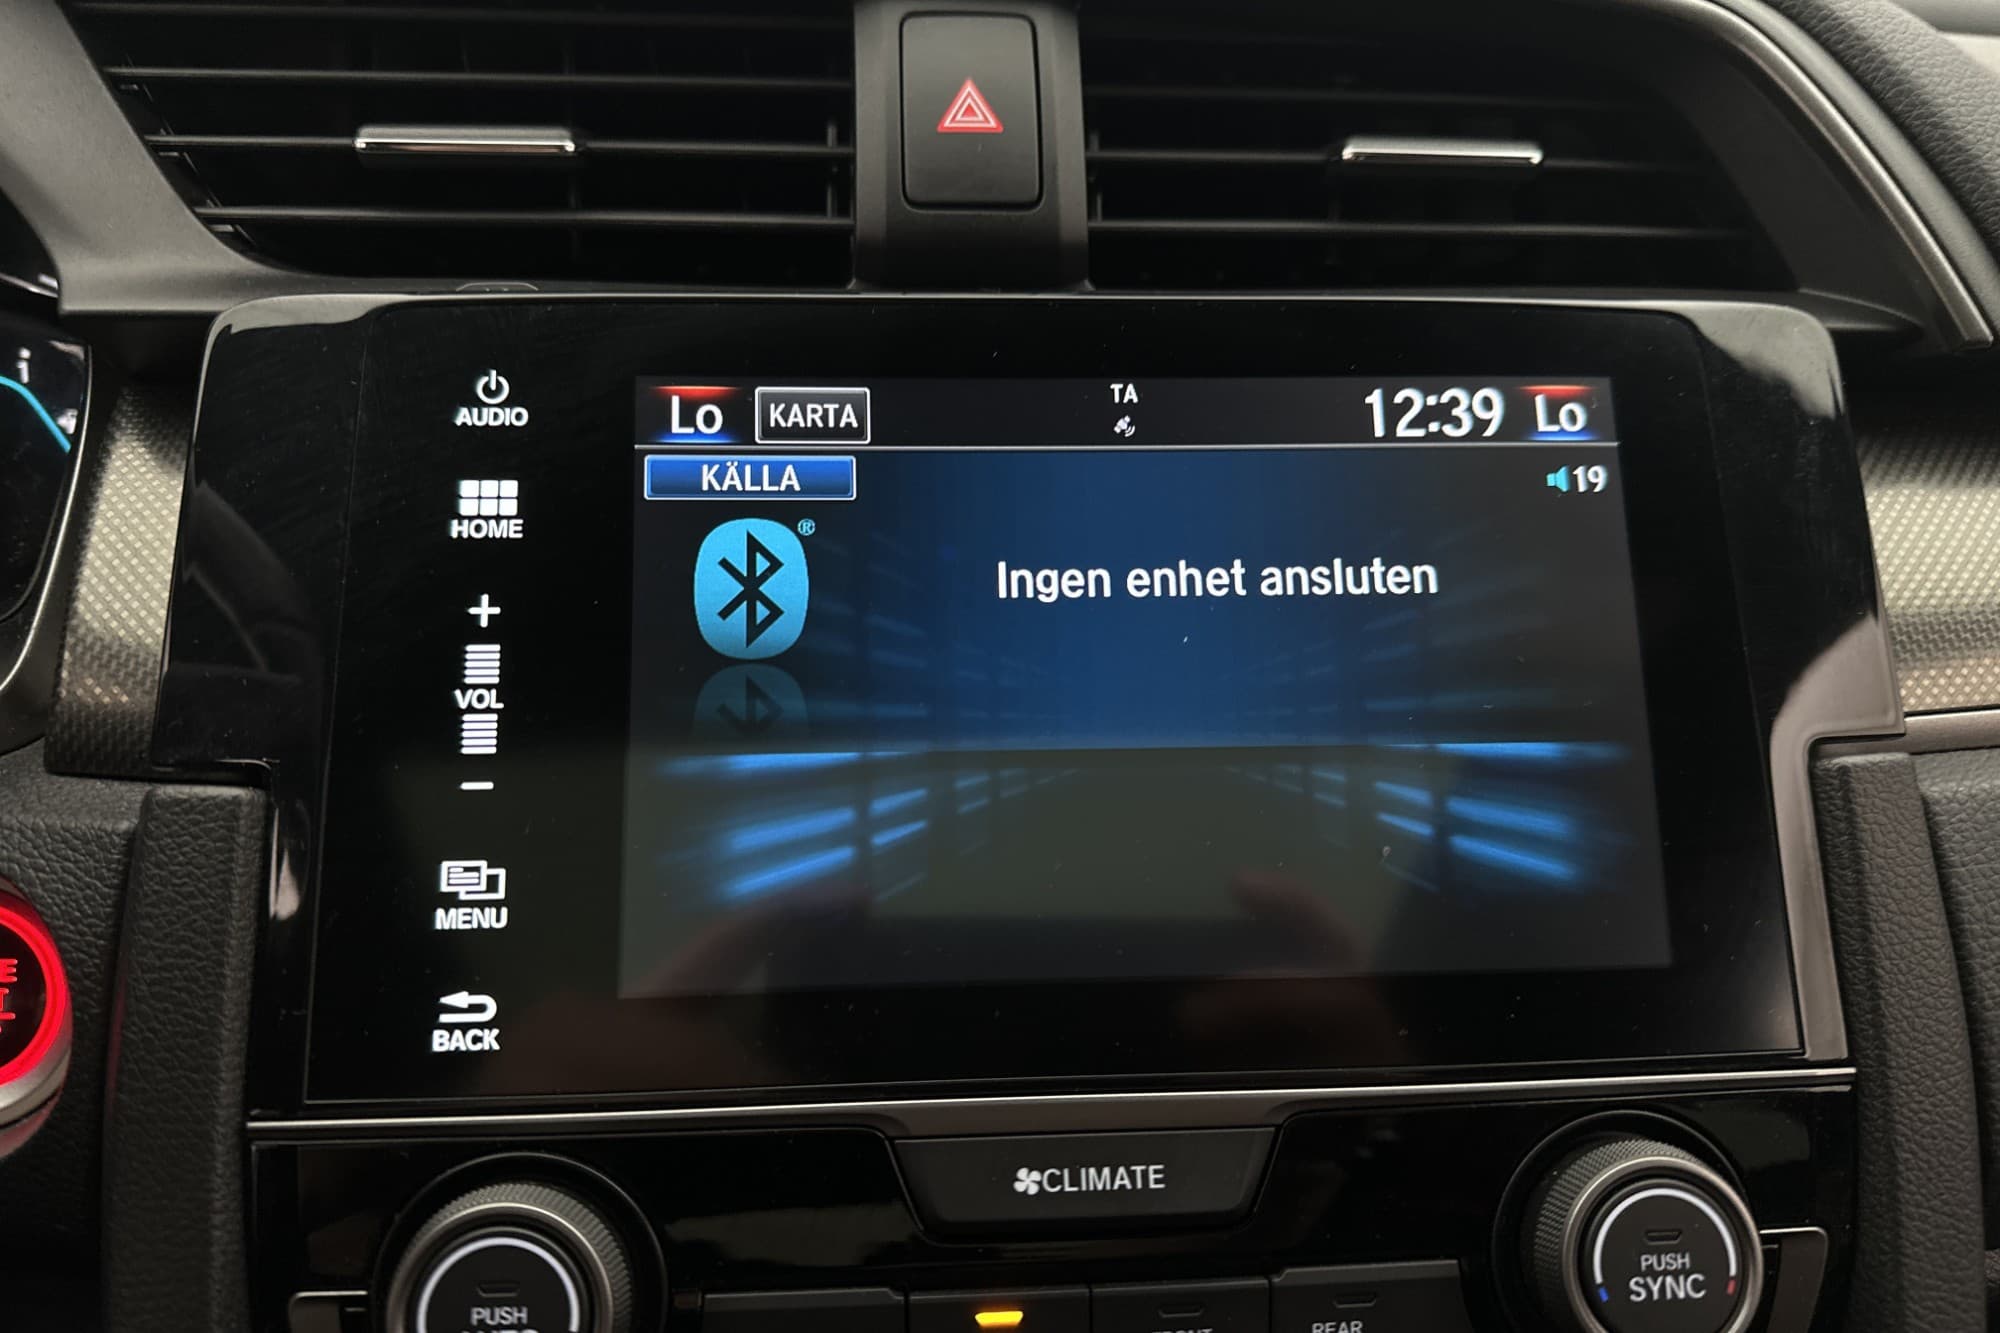 AUDIO
Lo
KARTA
TA
12:39
Lo
KÄLLA
19
®
HOME
Ingen enhet ansluten
+
VOL
-
MENU
BACK
CLIMATE
PUSH
SYNC
PUSH
REAR